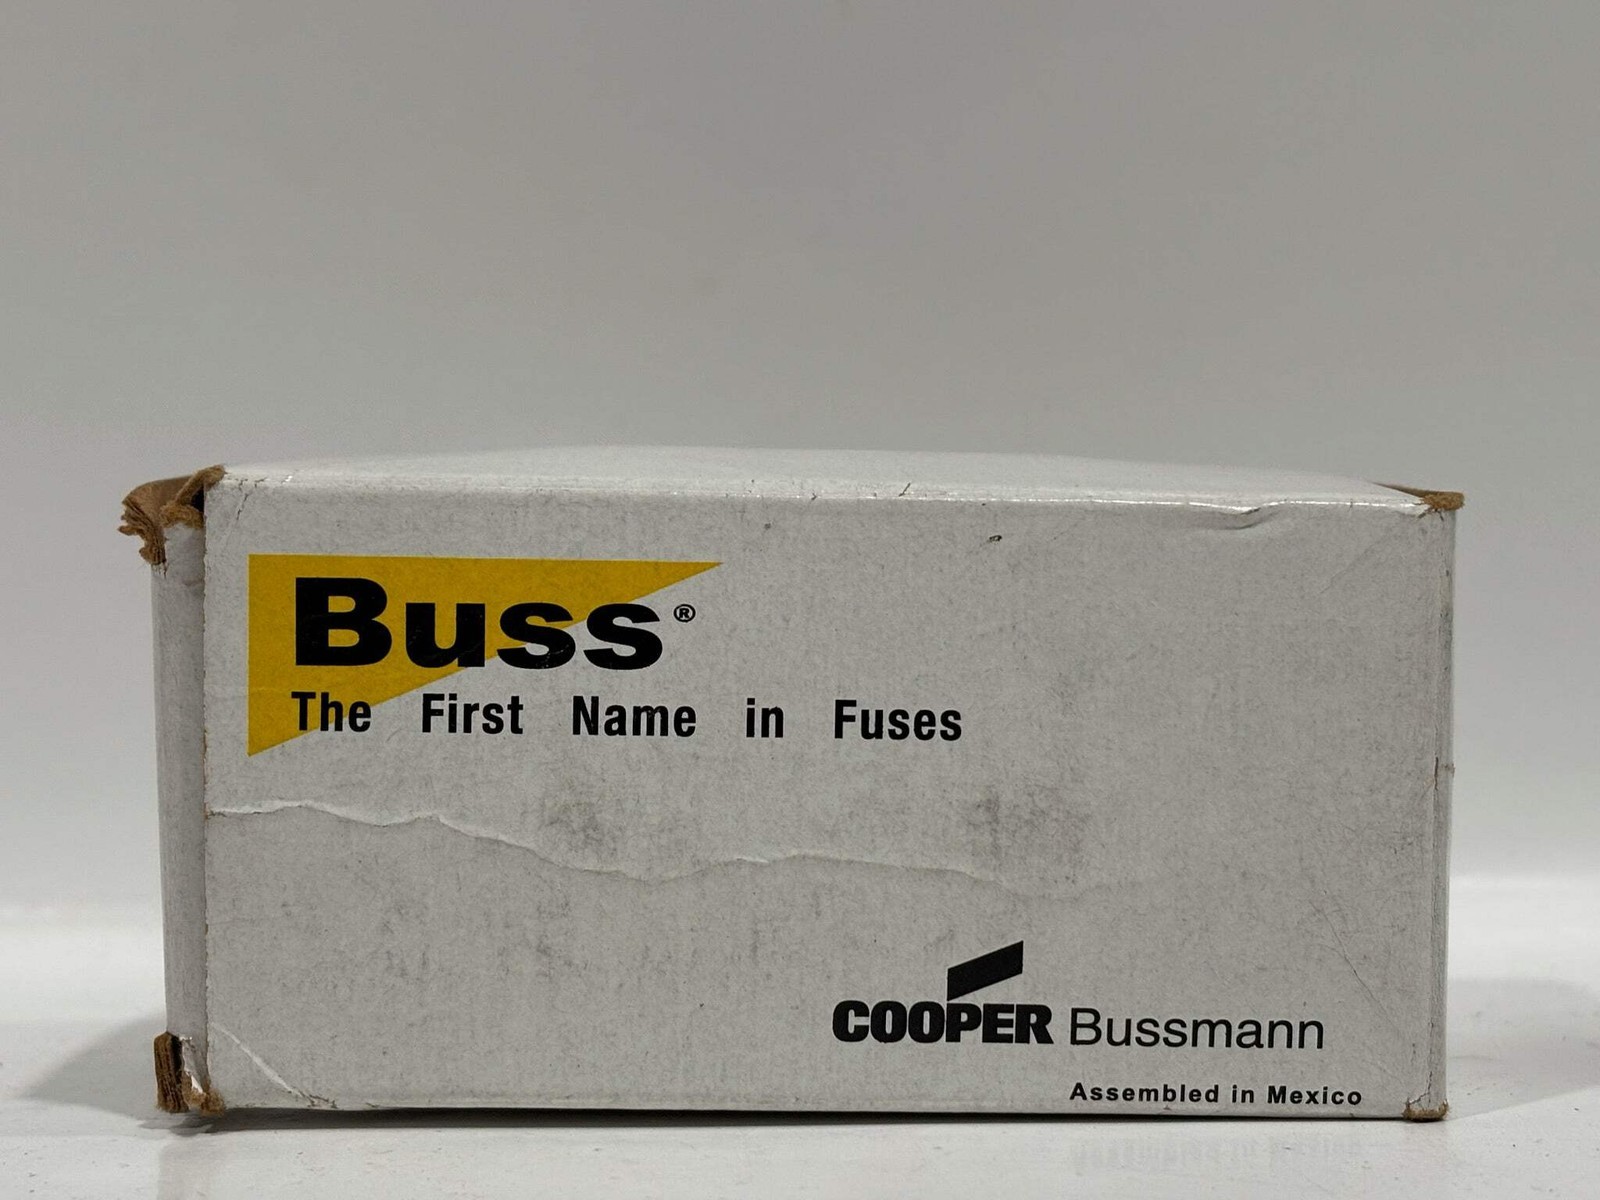 Buss®
The First Name in Fuses
COOPER Bussmann
Assembled in Mexico